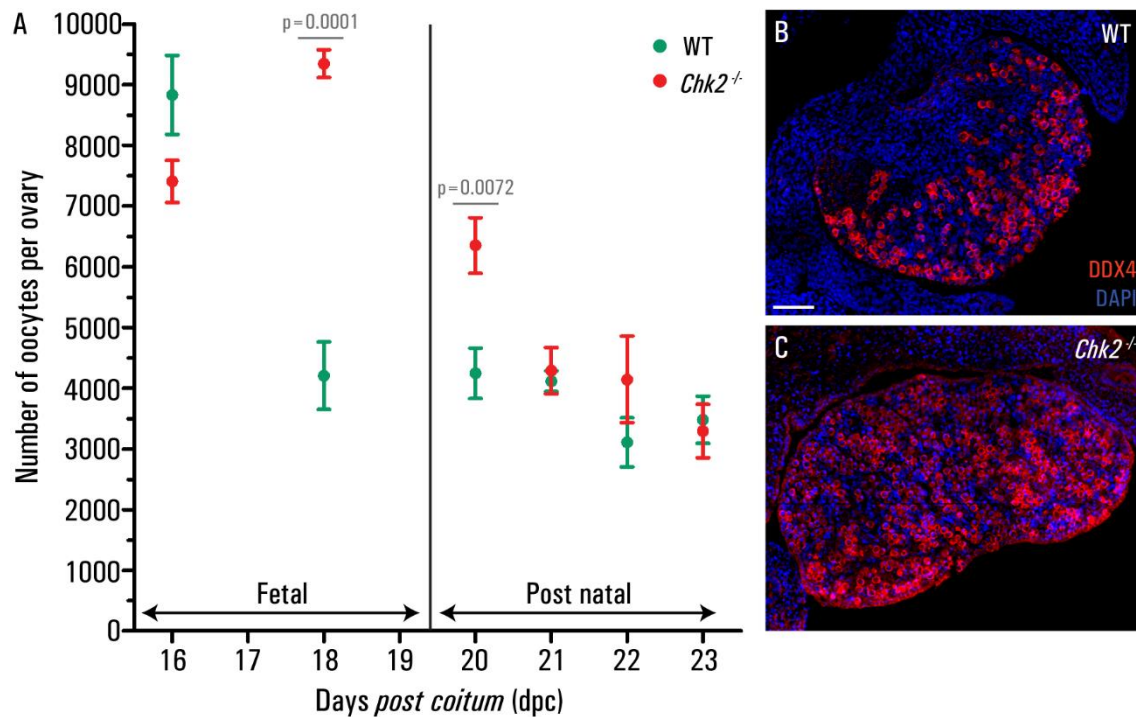 A
10000
9000
8000
7000
6000
5000
4000
3000
2000
1000
0
Number of oocytes per ovary
p=0.0001
p=0.0072
WT
Chk2 -/-
Fetal
Post natal
16 17 18 19 20 21 22 23
Days post coitum (dpc)
B
WT
DDX4
DAPI
C
Chk2 -/-